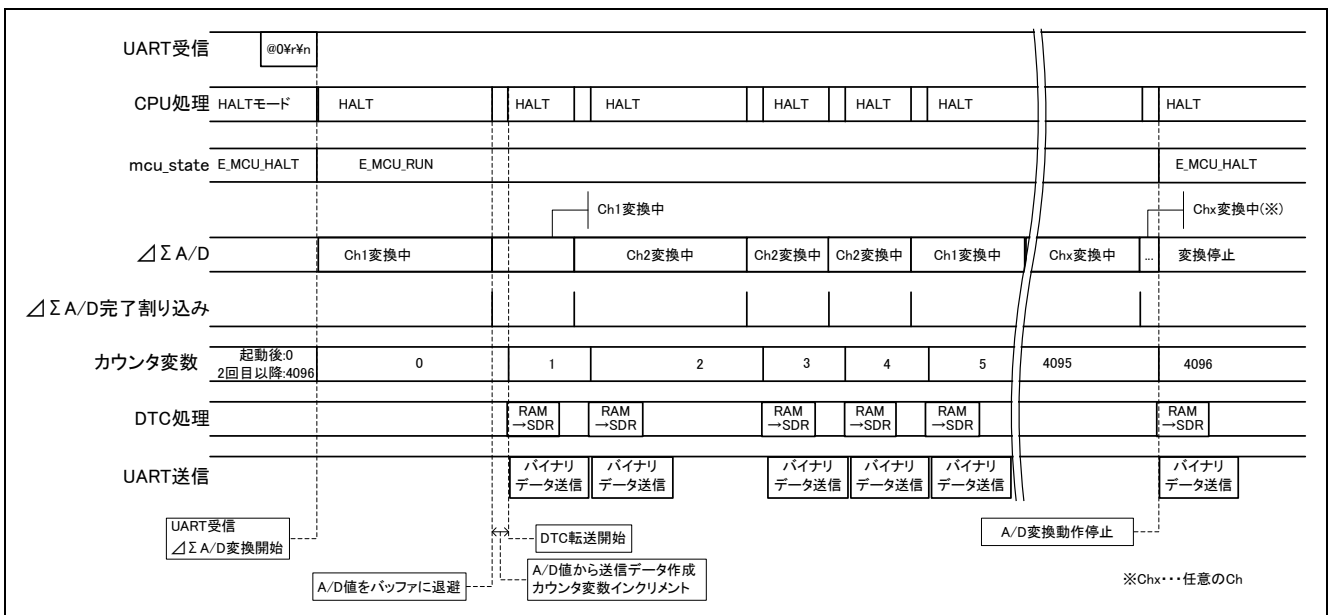 UART受信
@0¥r¥n
CPU処理
HALTモード
HALT
HALT
HALT
HALT
HALT
HALT
HALT
mcu_state
E_MCU_HALT
E_MCU_RUN
E_MCU_HALT
Ch1変換中
Chx変換中(※)
⊿ΣA/D
Ch1変換中
Ch2変換中
Ch2変換中
Ch2変換中
Ch1変換中
Chx変換中
...
変換停止
⊿ΣA/D完了割り込み
カウンタ変数
起動後:0
2回目以降:4096
0
1
2
3
4
5
4095
4096
DTC処理
RAM
→SDR
RAM
→SDR
RAM
→SDR
RAM
→SDR
RAM
→SDR
RAM
→SDR
UART送信
バイナリ
データ送信
バイナリ
データ送信
バイナリ
データ送信
バイナリ
データ送信
バイナリ
データ送信
バイナリ
データ送信
UART受信
⊿ΣA/D変換開始
DTC転送開始
A/D変換動作停止
A/D値をバッファに退避
A/D値から送信データ作成
カウンタ変数インクリメント
※Chx・・・任意のCh